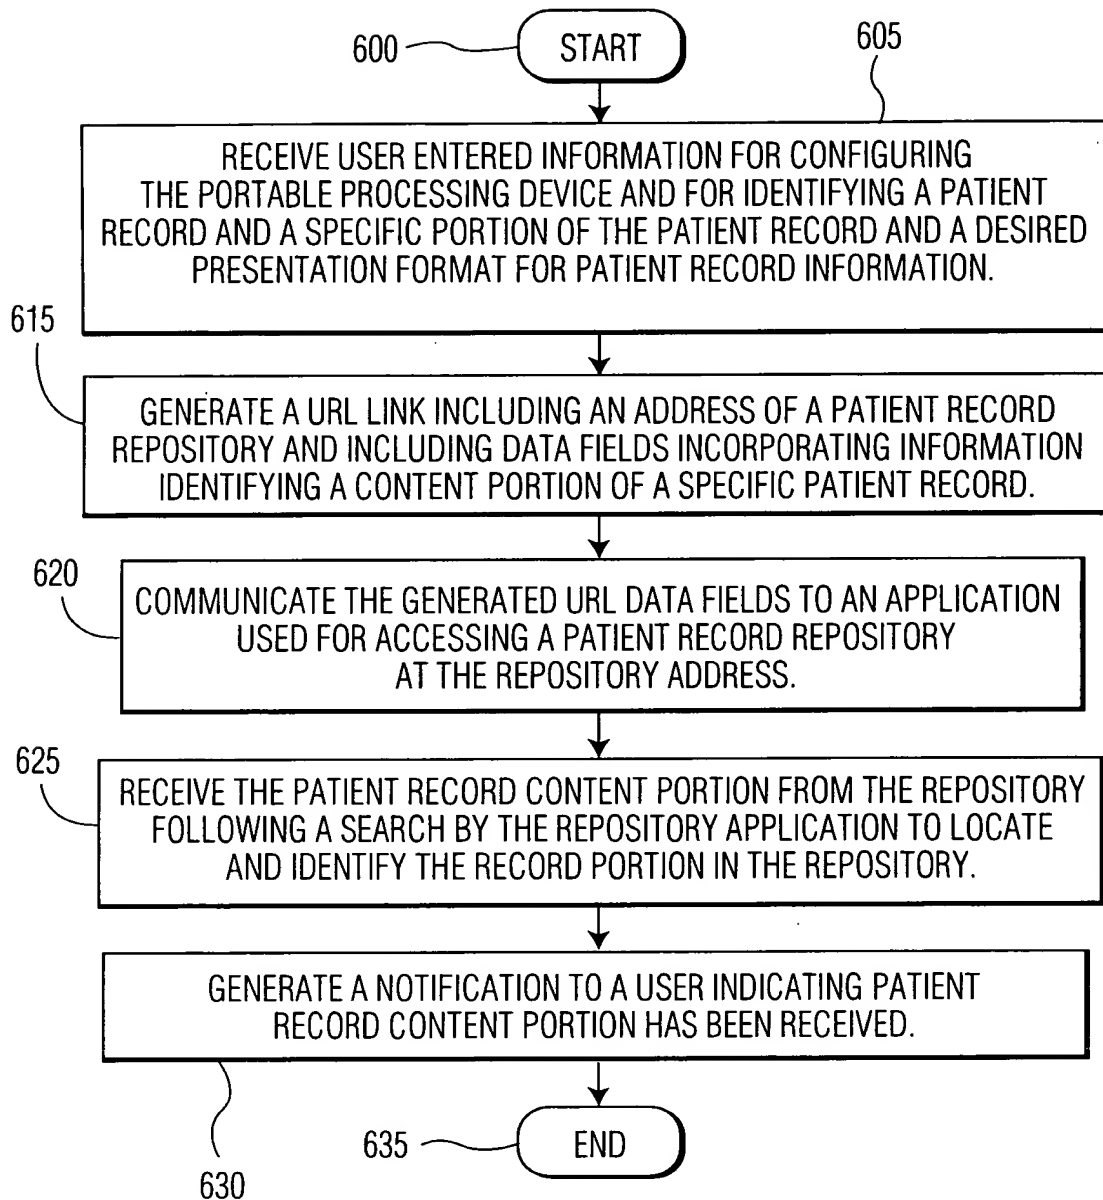 600
START
605
RECEIVE USER ENTERED INFORMATION FOR CONFIGURING
THE PORTABLE PROCESSING DEVICE AND FOR IDENTIFYING A PATIENT
RECORD AND A SPECIFIC PORTION OF THE PATIENT RECORD AND A DESIRED
PRESENTATION FORMAT FOR PATIENT RECORD INFORMATION.
615
GENERATE A URL LINK INCLUDING AN ADDRESS OF A PATIENT RECORD
REPOSITORY AND INCLUDING DATA FIELDS INCORPORATING INFORMATION
IDENTIFYING A CONTENT PORTION OF A SPECIFIC PATIENT RECORD.
620
COMMUNICATE THE GENERATED URL DATA FIELDS TO AN APPLICATION
USED FOR ACCESSING A PATIENT RECORD REPOSITORY
AT THE REPOSITORY ADDRESS.
625
RECEIVE THE PATIENT RECORD CONTENT PORTION FROM THE REPOSITORY
FOLLOWING A SEARCH BY THE REPOSITORY APPLICATION TO LOCATE
AND IDENTIFY THE RECORD PORTION IN THE REPOSITORY.
GENERATE A NOTIFICATION TO A USER INDICATING PATIENT
RECORD CONTENT PORTION HAS BEEN RECEIVED.
630
635
END